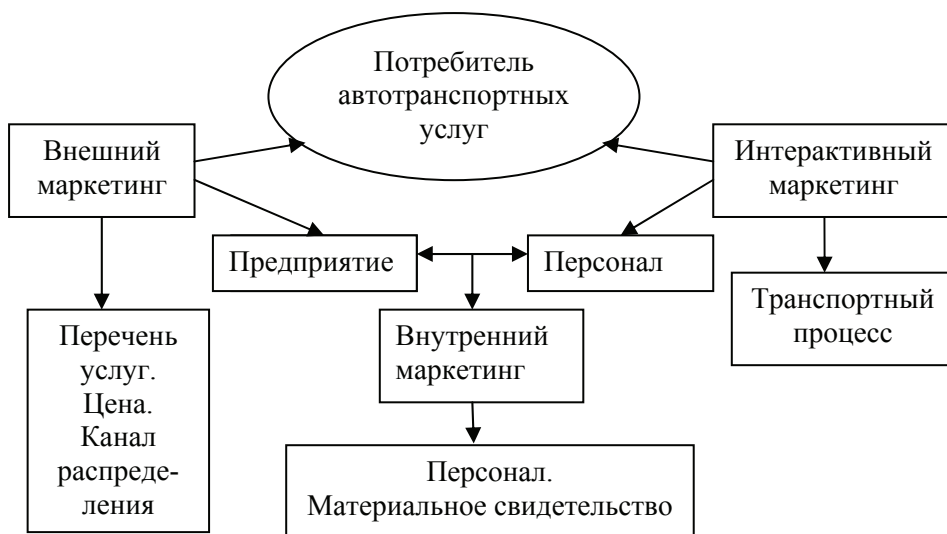 Потребитель
автотранспортных
услуг
Внешний
маркетинг
Интерактивный
маркетинг
Предприятие
Персонал
Транспортный
процесс
Перечень
услуг.
Цена.
Канал
распреде-
ления
Внутренний
маркетинг
Персонал.
Материальное свидетельство